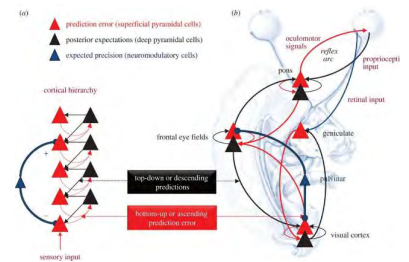 (a)
prediction error (superficial pyramidal cells)
posterior expectations (deep pyramidal cells)
expected precision (neuromodulatory cells)
cortical hierarchy
sensory input
top-down or descending
predictions
bottom-up or ascending
prediction error
(b)
oculomotor
signals
reflex
arc
propriocepti
input
pons
retinal input
frontal eye fields
geniculate
visual cortex